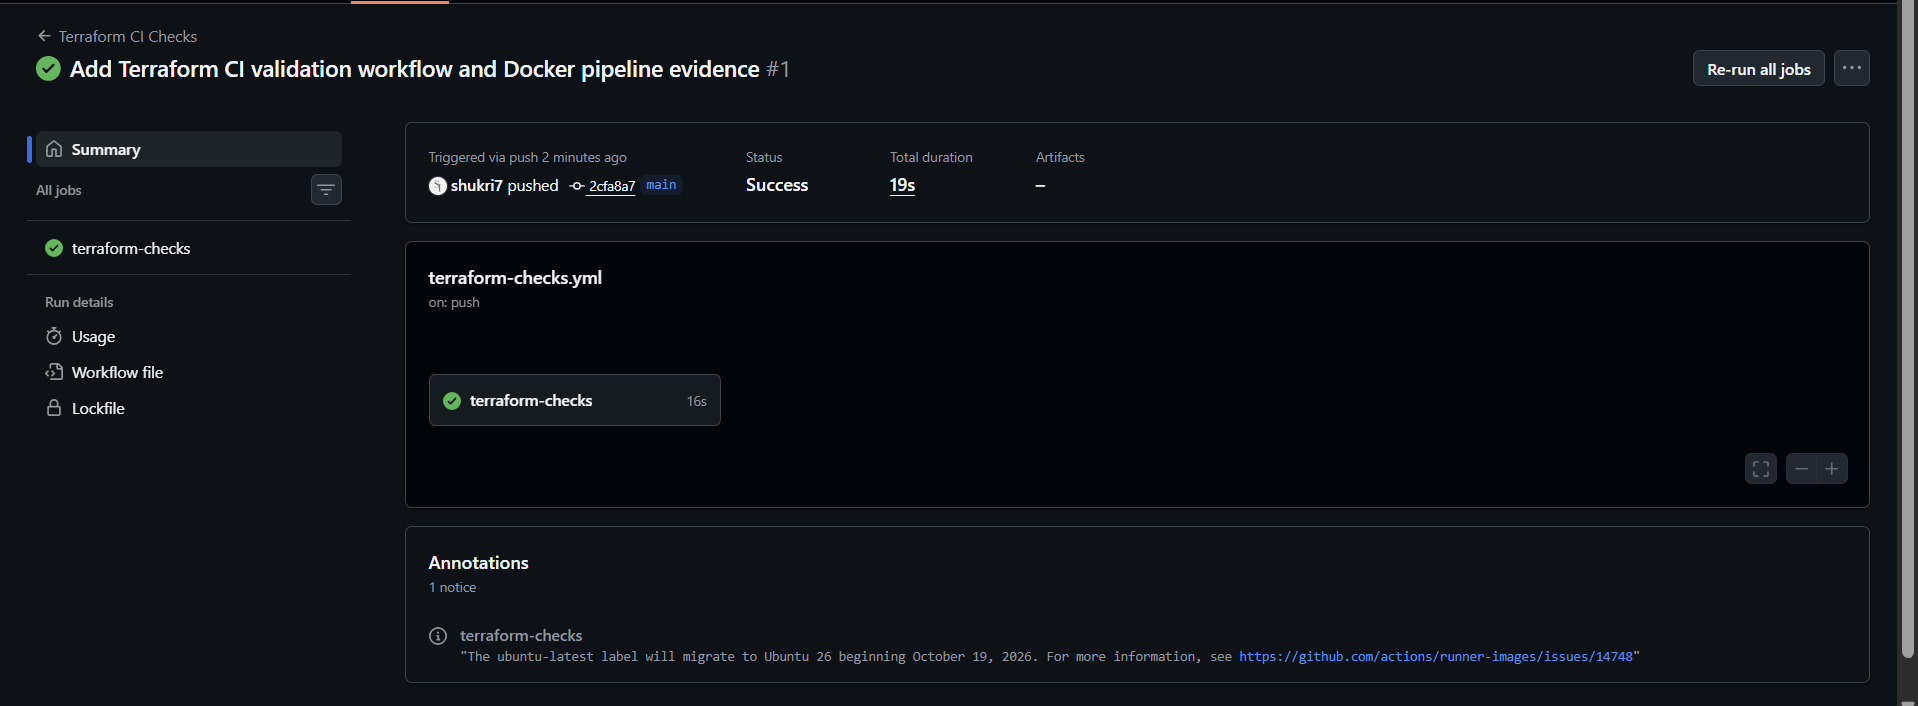 Terraform CI Checks
Add Terraform CI validation workflow and Docker pipeline evidence #1
Re-run all jobs
Summary
All jobs
terraform-checks
Run details
Usage
Workflow file
Lockfile
Triggered via push 2 minutes ago
shukri7 pushed 2cfa8a7 main
Status
Success
Total duration
19s
Artifacts
–
terraform-checks.yml
on: push
terraform-checks 16s
Annotations
1 notice
terraform-checks
"The ubuntu-latest label will migrate to Ubuntu 26 beginning October 19, 2026. For more information, see https://github.com/actions/runner-images/issues/14748"